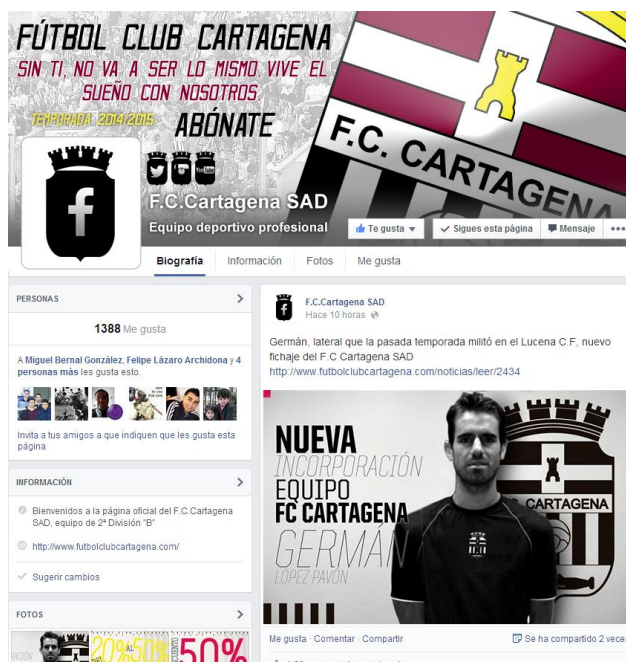 FÚTBOL CLUB CARTAGENA
SIN TI, NO VA A SER LO MISMO. VIVE EL
SUEÑO CON NOSOTROS
TEMPORADA 2014/2015 ABÓNATE
F.C. CARTAGENA
You Tube
F.C.Cartagena SAD
Equipo deportivo profesional
Te gusta
Sigues esta página
Mensaje
Biografía
Información
Fotos
Me gusta
PERSONAS
1388 Me gusta
A Miguel Bernal González, Felipe Lázaro Archidona y 4
personas más les gusta esto.
Invita a tus amigos a que indiquen que les gusta esta
página
INFORMACIÓN
Bienvenidos a la página oficial del F.C.Cartagena
SAD, equipo de 2ª División "B"
http://www.futbolclubcartagena.com/
Sugerir cambios
FOTOS
20% 50%
50%
F.C.Cartagena SAD
Hace 10 horas
Germán, lateral que la pasada temporada militó en el Lucena C.F, nuevo
fichaje del F.C Cartagena SAD
http://www.futbolclubcartagena.com/noticias/leer/2434
NUEVA
INCORPORACIÓN
EQUIPO
FC CARTAGENA
GERMÁN
LÓPEZ PAVÓN
CARTAGENA
Me gusta · Comentar · Compartir
Se ha compartido 2 vece